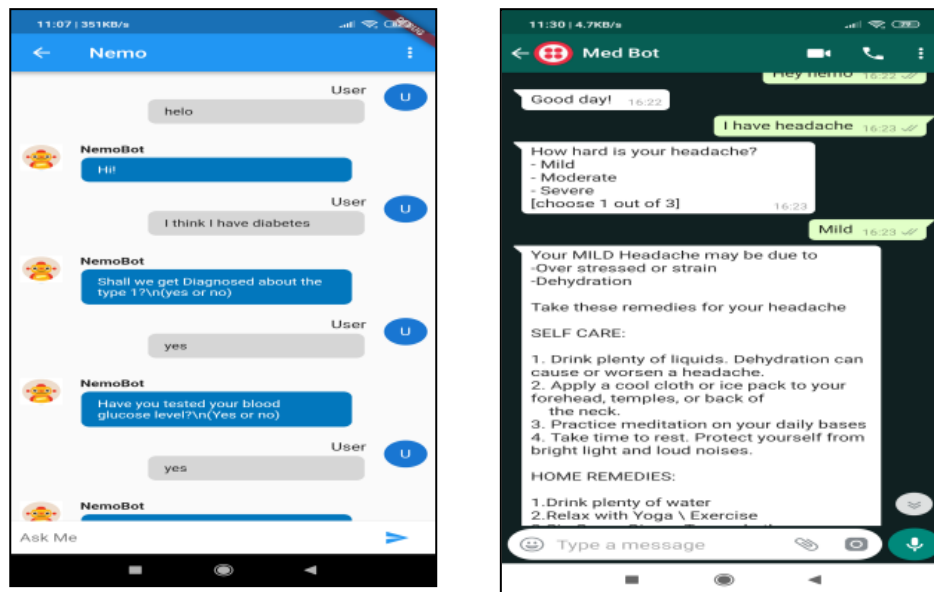 11:07 | 351KB/s
Nemo
User
U
helo
NemoBot
Hi!
User
U
I think I have diabetes
NemoBot
Shall we get Diagnosed about the
type 1?\n(yes or no)
User
U
yes
NemoBot
Have you tested your blood
glucose level?\n(Yes or no)
User
U
yes
NemoBot
Ask Me
11:30 | 4.7KB/s
Med Bot
Hey nemo 16:22
Good day! 16:22
I have headache 16:23
How hard is your headache?
- Mild
- Moderate
- Severe
[choose 1 out of 3] 16:23
Mild 16:23
Your MILD Headache may be due to
-Over stressed or strain
-Dehydration
Take these remedies for your headache
SELF CARE:
1. Drink plenty of liquids. Dehydration can
cause or worsen a headache.
2. Apply a cool cloth or ice pack to your
forehead, temples, or back of
the neck.
3. Practice meditation on your daily bases
4. Take time to rest. Protect yourself from
bright light and loud noises.
HOME REMEDIES:
1.Drink plenty of water
2.Relax with Yoga \ Exercise
Type a message